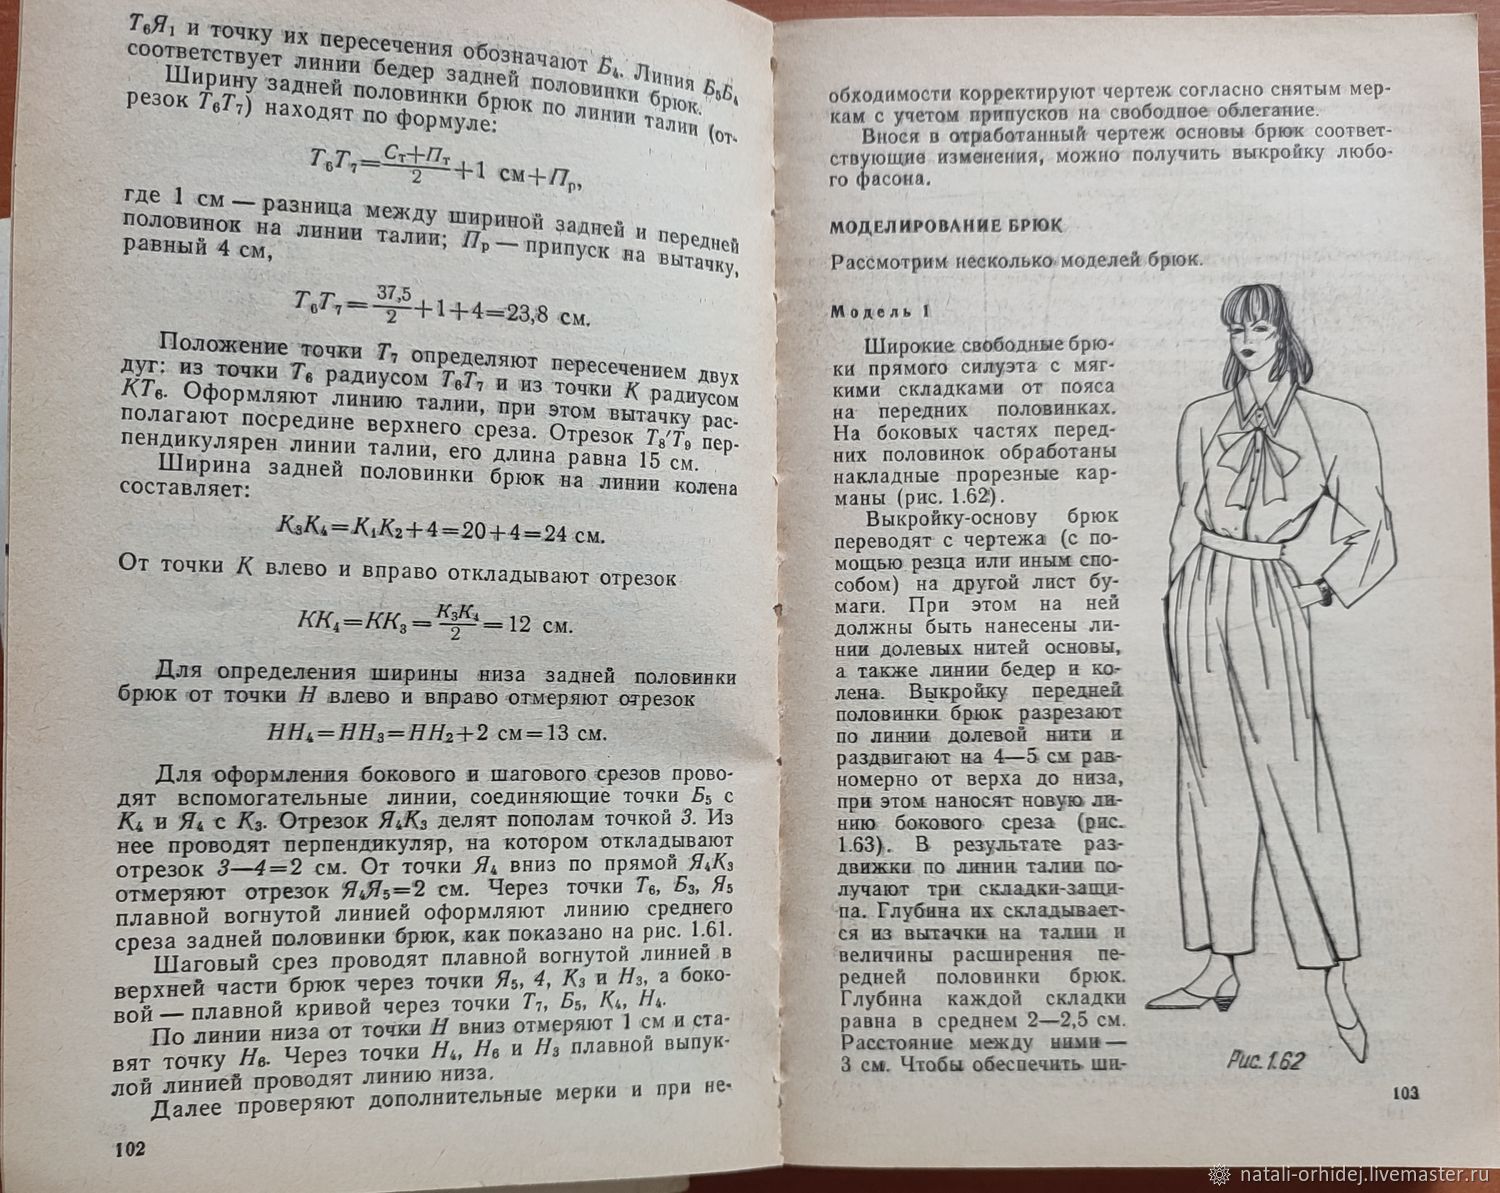 Т₆Я₁ и точку их пересечения обозначают Б₄. Линия Б₅Б₄
соответствует линии бедер задней половинки брюк.
Ширину задней половинки брюк по линии талии (от-
резок Т₆Т₇) находят по формуле:
Т₆Т₇=(Ст+Пт)/2+1 см+Пр,
где 1 см — разница между шириной задней и передней
половинок на линии талии; Пр — припуск на вытачку,
равный 4 см,
Т₆Т₇=37,5/2+1+4=23,8 см.
Положение точки Т₇ определяют пересечением двух
дуг: из точки Т₆ радиусом Т₆Т₇ и из точки К радиусом
КТ₆. Оформляют линию талии, при этом вытачку рас-
полагают посредине верхнего среза. Отрезок Т₈′Т₉ пер-
пендикулярен линии талии, его длина равна 15 см.
Ширина задней половинки брюк на линии колена
составляет:
К₃К₄=К₁К₂+4=20+4=24 см.
От точки К влево и вправо откладывают отрезок
КК₄=КК₃=К₃К₄/2=12 см.
Для определения ширины низа задней половинки
брюк от точки Н влево и вправо отмеряют отрезок
НН₄=НН₃=НН₂+2 см=13 см.
Для оформления бокового и шагового срезов прово-
дят вспомогательные линии, соединяющие точки Б₅ с
К₄ и Я₄ с К₃. Отрезок Я₄К₃ делят пополам точкой 3. Из
нее проводят перпендикуляр, на котором откладывают
отрезок 3—4=2 см. От точки Я₄ вниз по прямой Я₄К₃
отмеряют отрезок Я₄Я₅=2 см. Через точки Т₆, Б₃, Я₅
плавной вогнутой линией оформляют линию среднего
среза задней половинки брюк, как показано на рис. 1.61.
Шаговый срез проводят плавной вогнутой линией в
верхней части брюк через точки Я₅, 4, К₃ и Н₃, а боко-
вой — плавной кривой через точки Т₇, Б₅, К₄, Н₄.
По линии низа от точки Н вниз отмеряют 1 см и ста-
вят точку Н₆. Через точки Н₄, Н₆ и Н₃ плавной выпук-
лой линией проводят линию низа.
Далее проверяют дополнительные мерки и при не-
102
обходимости корректируют чертеж согласно снятым мер-
кам с учетом припусков на свободное облегание.
Внося в отработанный чертеж основы брюк соответ-
ствующие изменения, можно получить выкройку любо-
го фасона.
МОДЕЛИРОВАНИЕ БРЮК
Рассмотрим несколько моделей брюк.
Модель 1
Широкие свободные брю-
ки прямого силуэта с мяг-
кими складками от пояса
на передних половинках.
На боковых частях перед-
них половинок обработаны
накладные прорезные кар-
маны (рис. 1.62).
Выкройку-основу брюк
переводят с чертежа (с по-
мощью резца или иным спо-
собом) на другой лист бу-
маги. При этом на ней
должны быть нанесены ли-
нии долевых нитей основы,
а также линии бедер и ко-
лена. Выкройку передней
половинки брюк разрезают
по линии долевой нити и
раздвигают на 4—5 см рав-
номерно от верха до низа,
при этом наносят новую ли-
нию бокового среза (рис.
1.63). В результате раз-
движки по линии талии по-
лучают три складки-защи-
па. Глубина их складывает-
ся из вытачки на талии и
величины расширения пе-
редней половинки брюк.
Глубина каждой складки
равна в среднем 2—2,5 см.
Расстояние между ними —
3 см. Чтобы обеспечить ши-
Рис. 1.62
103
natali-orhidej.livemaster.ru